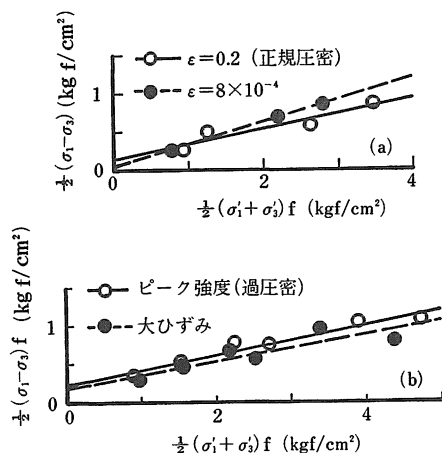 ε=0.2 (正規圧密)
ε=8×10⁻⁴
½(σ₁−σ₃)(kgf/cm²)
1
0
(a)
0 2 4
½(σ′₁+σ′₃)f (kgf/cm²)
ピーク強度(過圧密)
大ひずみ
½(σ₁−σ₃)f (kgf/cm²)
1
0
(b)
0 2 4
½(σ′₁+σ′₃)f (kgf/cm²)